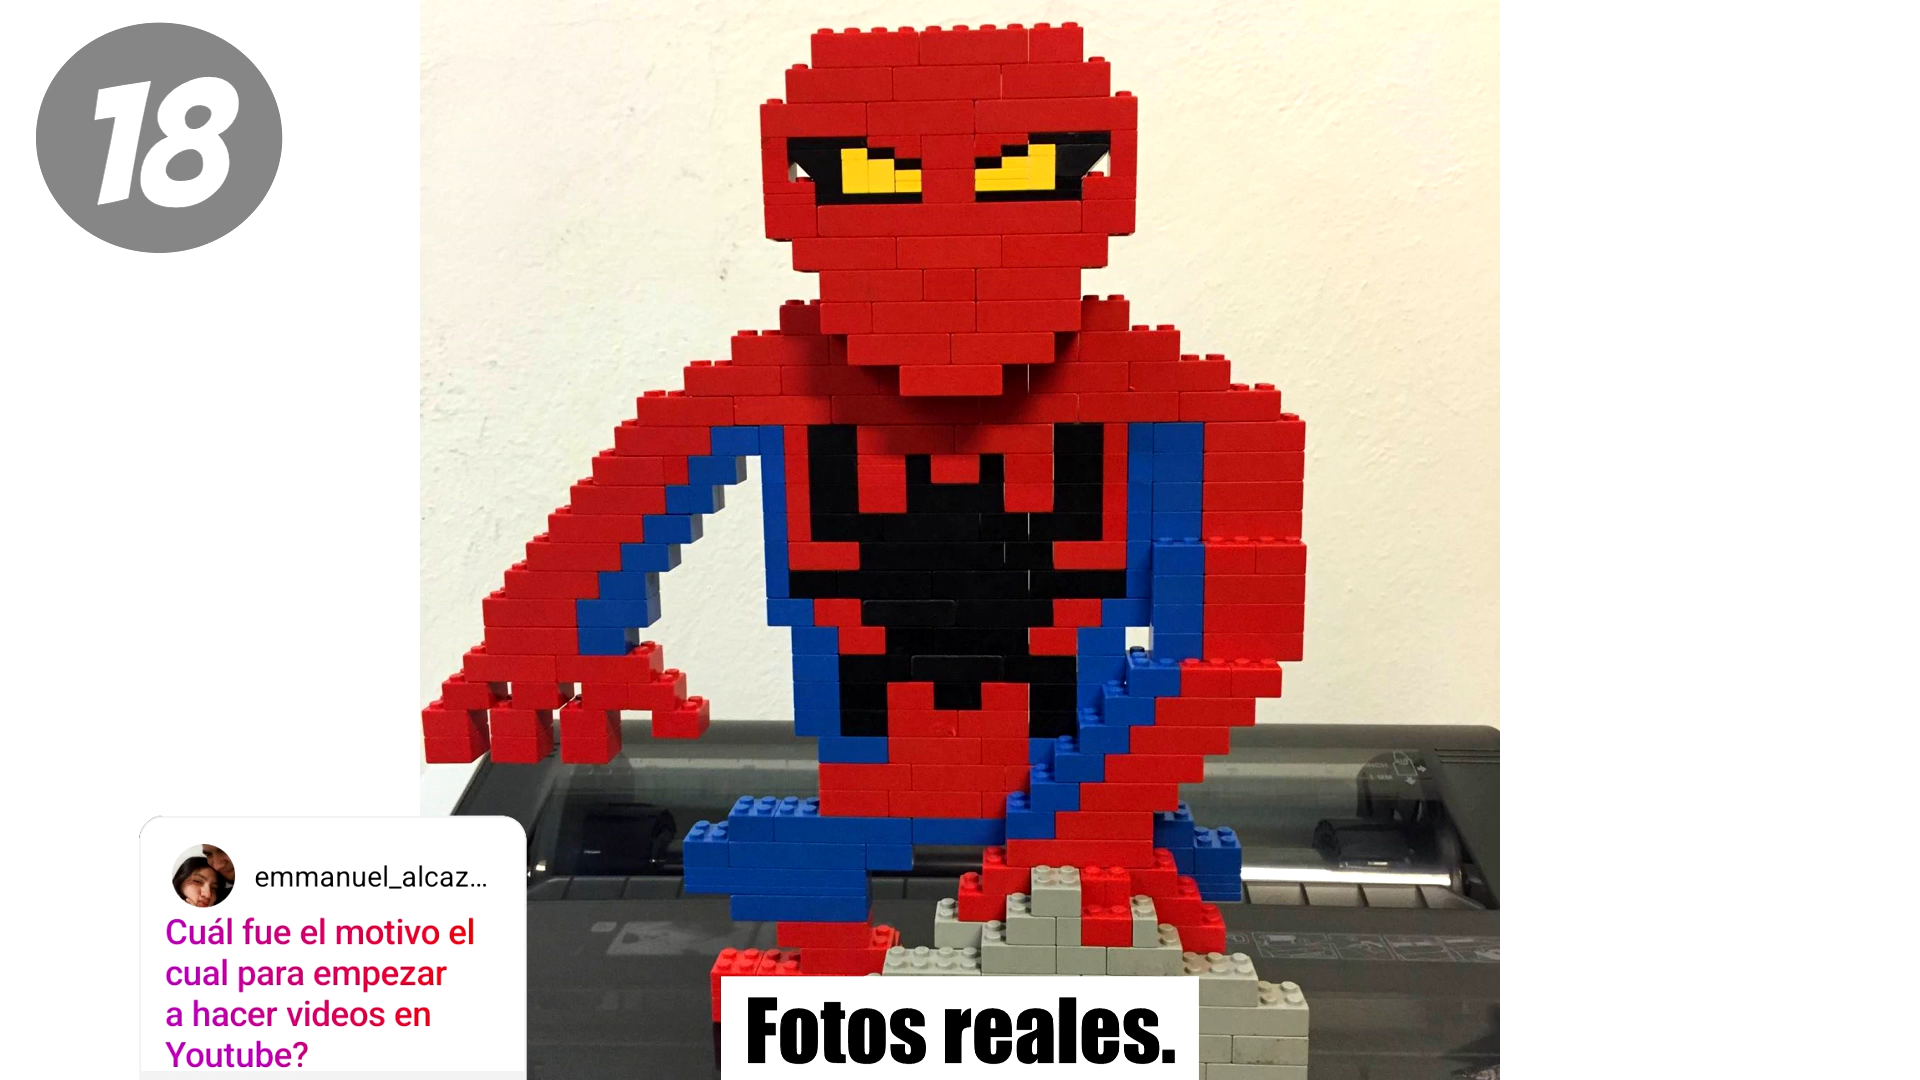 18
emmanuel_alcaz...
Cuál fue el motivo el
cual para empezar
a hacer videos en
Youtube?
Fotos reales.